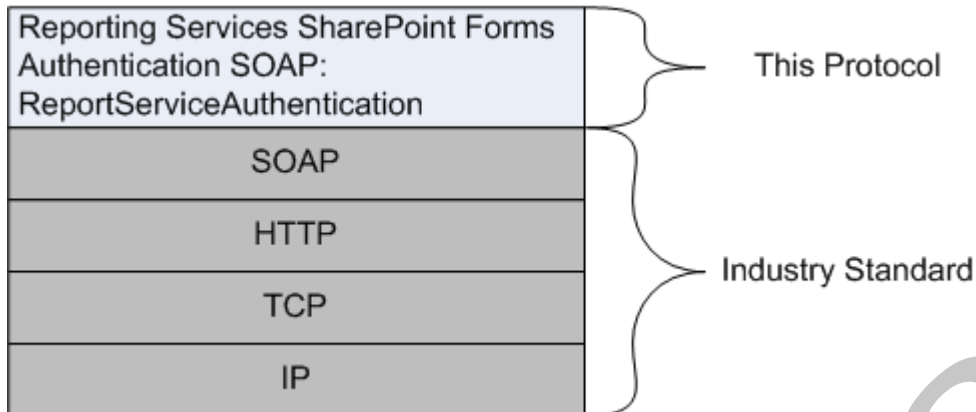 Reporting Services SharePoint Forms
Authentication SOAP:
ReportServiceAuthentication
This Protocol
SOAP
HTTP
TCP
IP
Industry Standard